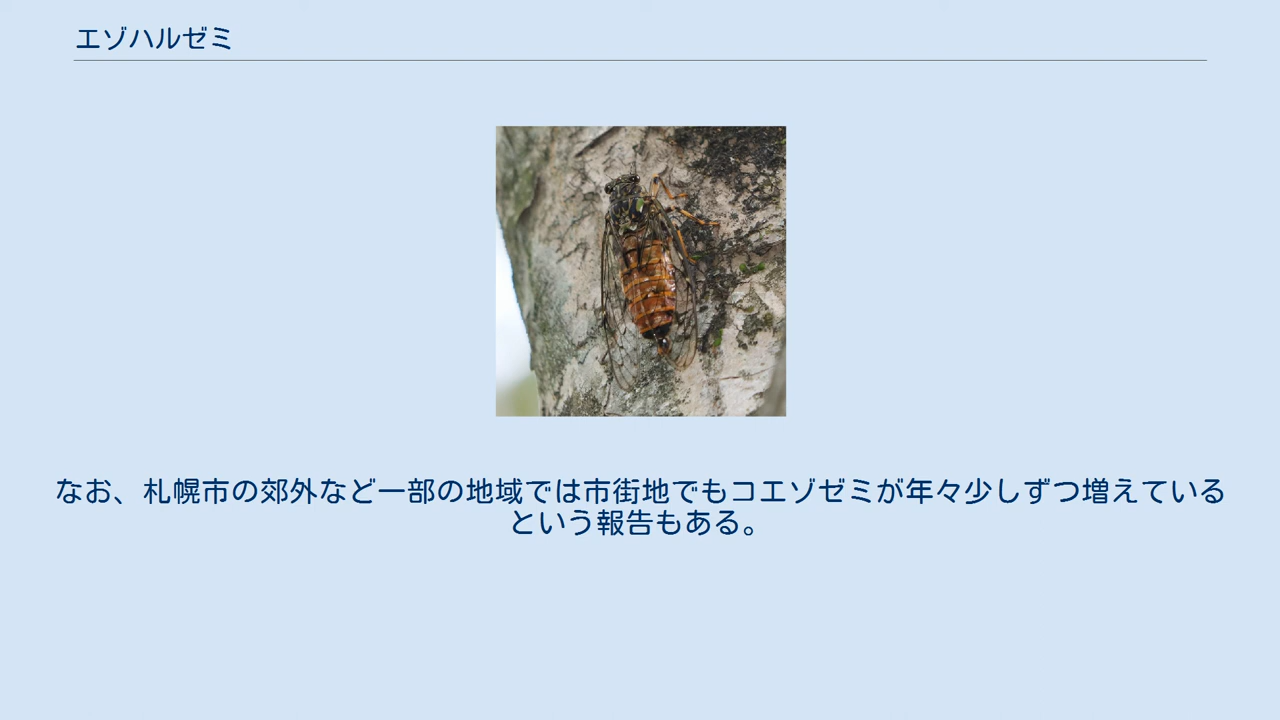 エゾハルゼミ
なお、札幌市の郊外など一部の地域では市街地でもコエゾゼミが年々少しずつ増えている
という報告もある。